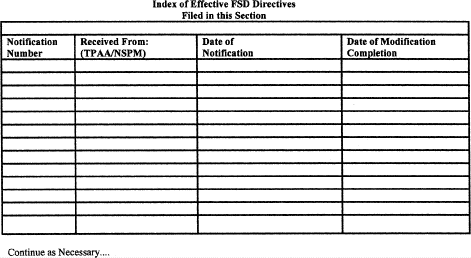 Index of Effective FSD Directives
Filed in this Section
Notification Number
Received From: (TPAA/NSPM)
Date of Notification
Date of Modification Completion
Continue as Necessary....